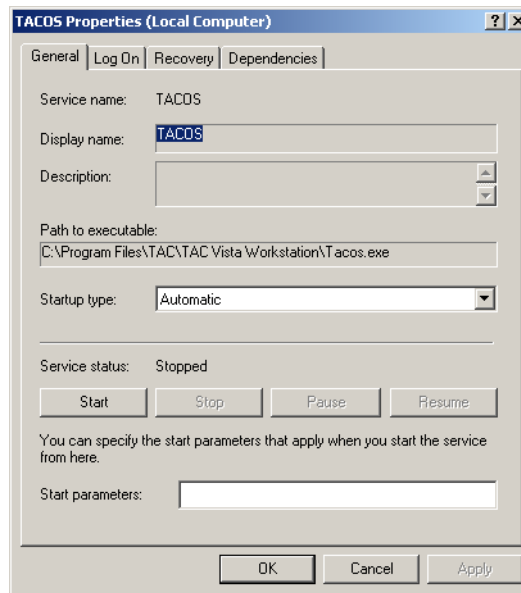 TACOS Properties (Local Computer)
General Log On Recovery Dependencies
Service name: TACOS
Display name: TACOS
Description:
Path to executable:
C:\Program Files\TAC\TAC Vista Workstation\Tacos.exe
Startup type: Automatic
Service status: Stopped
Start Stop Pause Resume
You can specify the start parameters that apply when you start the service
from here.
Start parameters:
OK Cancel Apply